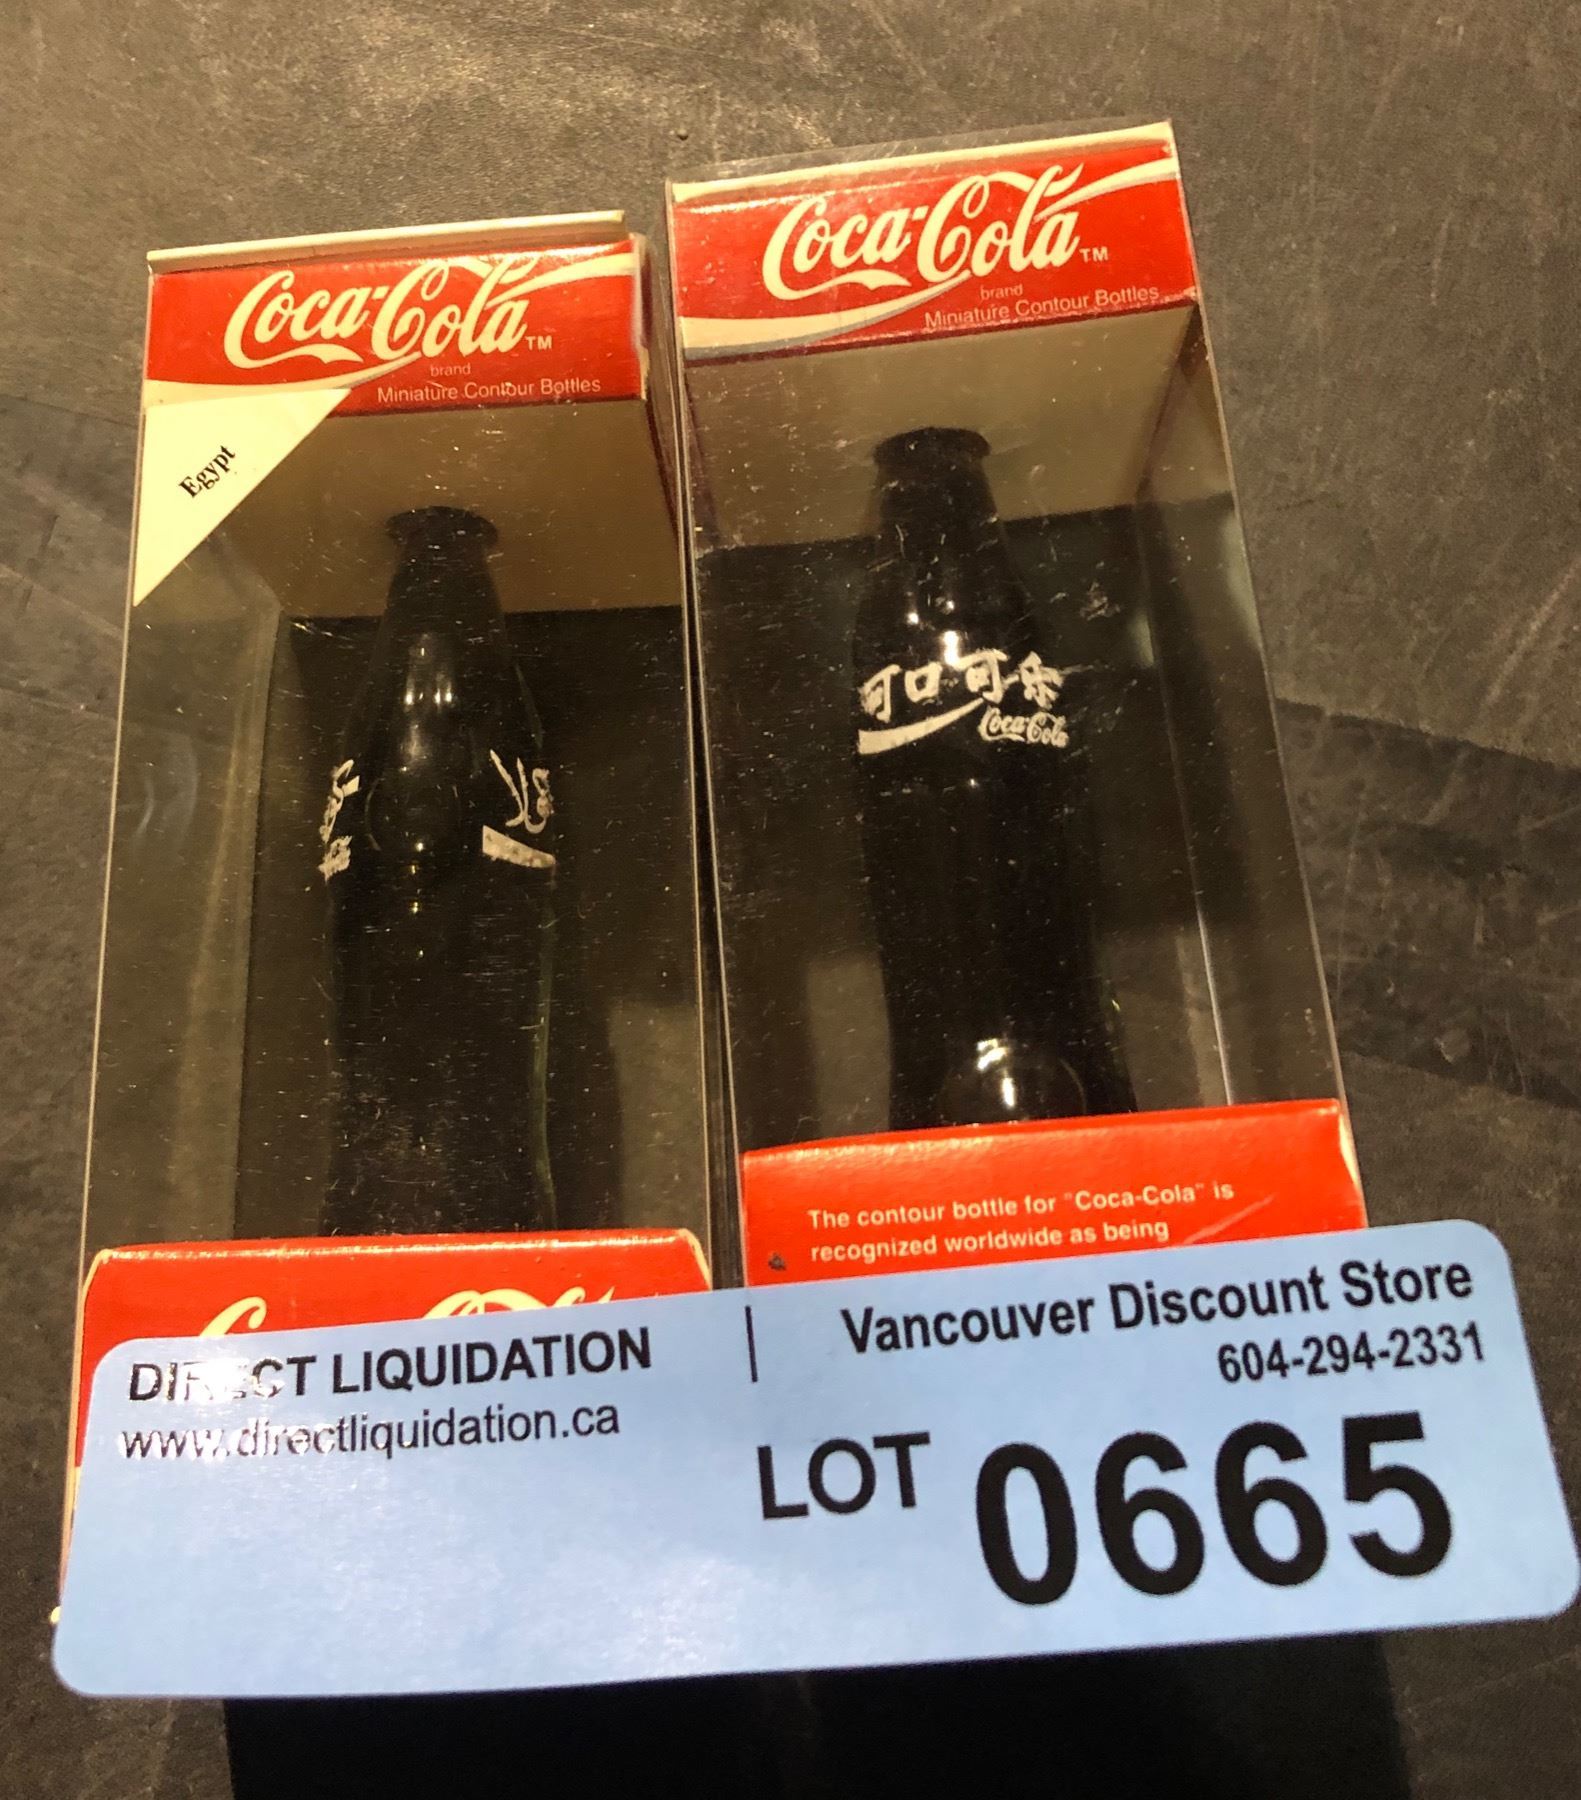 Coca-Cola™
brand
Miniature Contour Bottles
Egypt
Coca-Cola™
brand
Miniature Contour Bottles
可口可乐
Coca-Cola
The contour bottle for "Coca-Cola" is
recognized worldwide as being
DIRECT LIQUIDATION
www.directliquidation.ca
Vancouver Discount Store
604-294-2331
LOT 0665